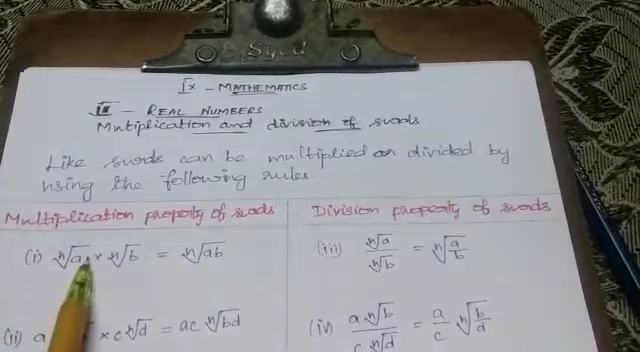 E. Syed
IX - MATHEMATICS
II - REAL NUMBERS
Multiplication and division of surds
Like surds can be multiplied or divided by
using the following rules.
Multiplication property of surds
(i) ⁿ√a × ⁿ√b = ⁿ√ab
(ii) a × c ⁿ√d = ac ⁿ√bd
Division property of surds
(iii) ⁿ√a / ⁿ√b = ⁿ√(a/b)
(iv) a ⁿ√b / c ⁿ√d = a/c ⁿ√(b/d)